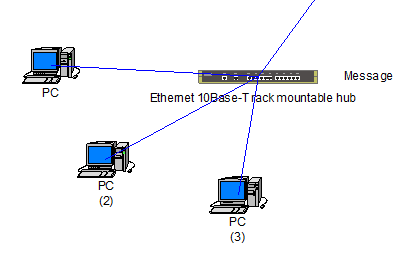 Message
PC
Ethernet 10Base-T rack mountable hub
PC
(2)
PC
(3)